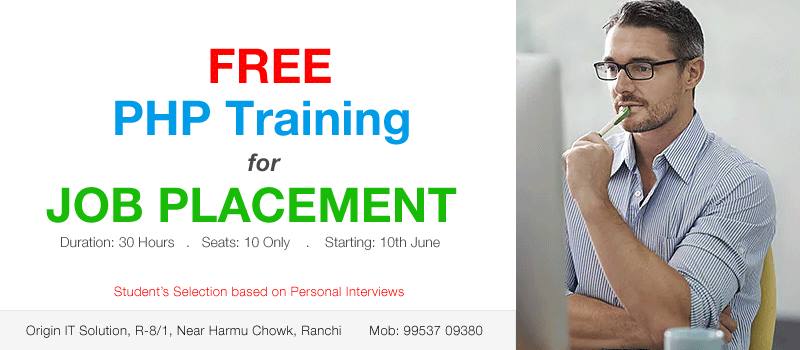 FREE
PHP Training
for
JOB PLACEMENT
Duration: 30 Hours . Seats: 10 Only . Starting: 10th June
Student's Selection based on Personal Interviews
Origin IT Solution, R-8/1, Near Harmu Chowk, Ranchi Mob: 99537 09380